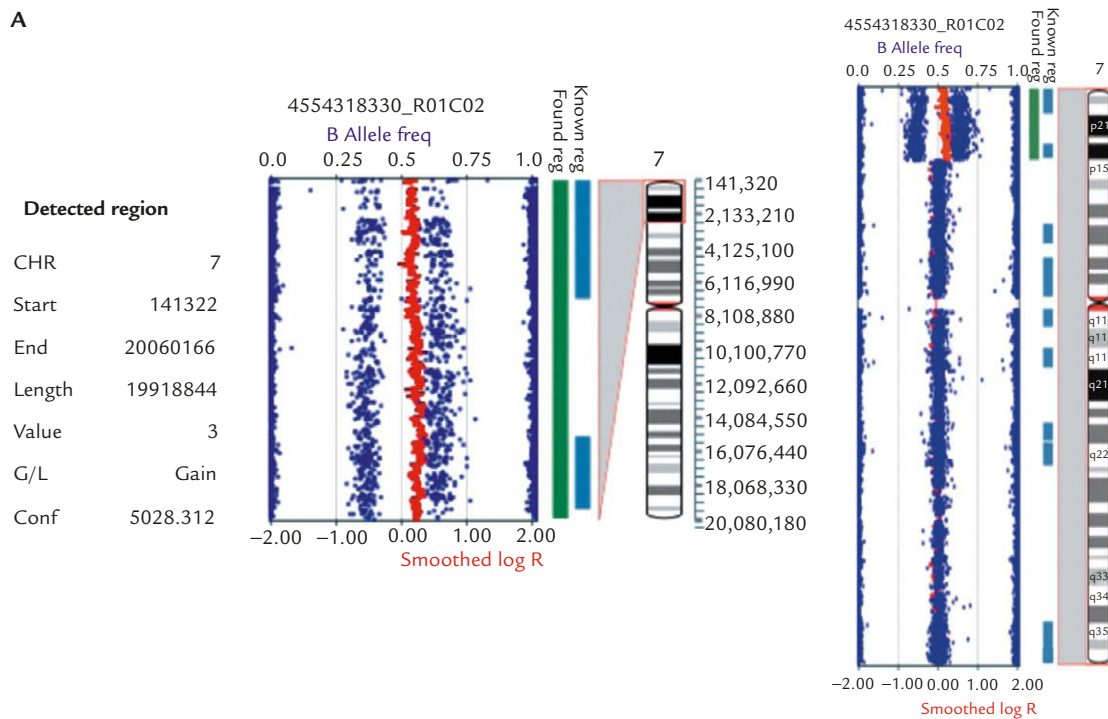 A
4554318330_R01C02
B Allele freq
0.0 0.25 0.5 0.75 1.0
Found reg
Known reg
7
Detected region
CHR 7
Start 141322
End 20060166
Length 19918844
Value 3
G/L Gain
Conf 5028.312
141,320
2,133,210
4,125,100
6,116,990
8,108,880
10,100,770
12,092,660
14,084,550
16,076,440
18,068,330
20,080,180
−2.00 −1.00 0.00 1.00 2.00
Smoothed log R
4554318330_R01C02
B Allele freq
0.0 0.25 0.5 0.75 1.0
Found reg
Known reg
7
p21
p15
q11
q11
q11
q21
q22
q33
q34
q35
−2.00 −1.00 0.00 1.00 2.00
Smoothed log R